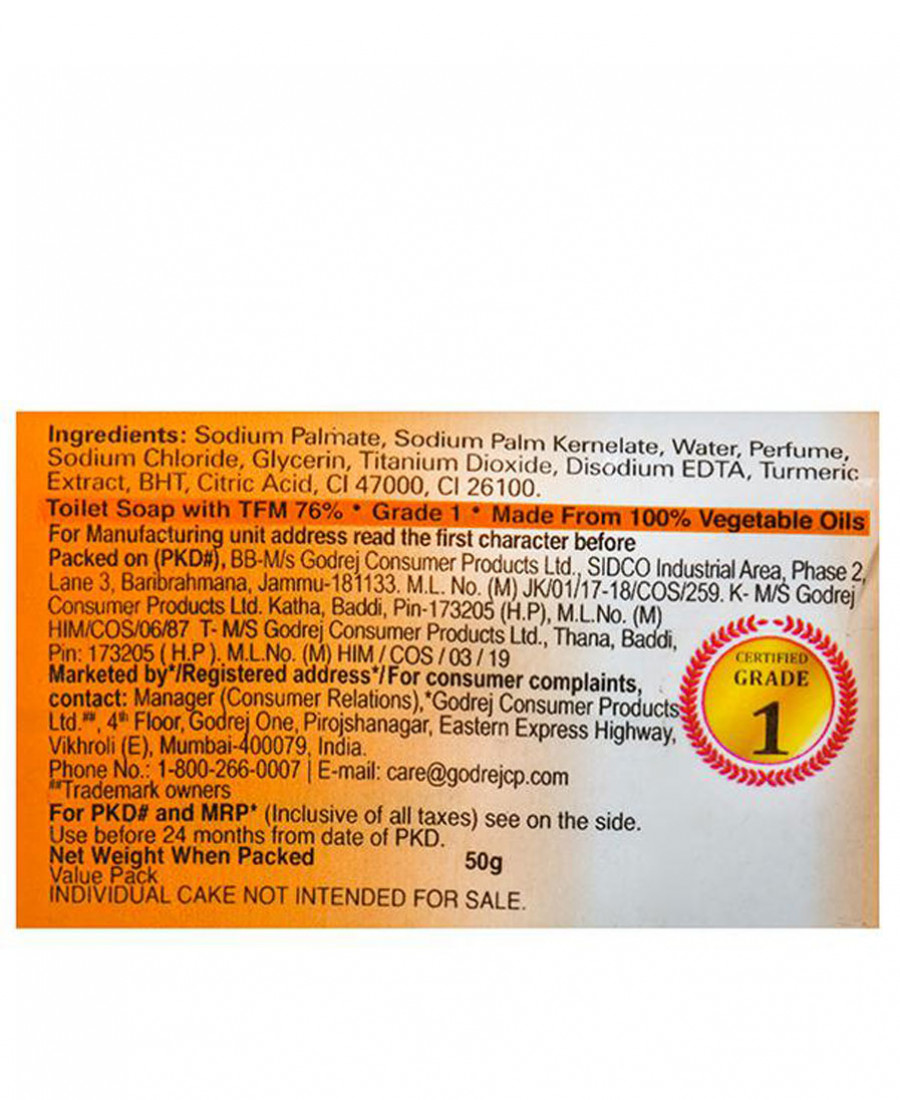 Ingredients: Sodium Palmate, Sodium Palm Kernelate, Water, Perfume,
Sodium Chloride, Glycerin, Titanium Dioxide, Disodium EDTA, Turmeric
Extract, BHT, Citric Acid, CI 47000, CI 26100.
Toilet Soap with TFM 76% * Grade 1 * Made From 100% Vegetable Oils
For Manufacturing unit address read the first character before
Packed on (PKD#), BB-M/s Godrej Consumer Products Ltd., SIDCO Industrial Area, Phase 2,
Lane 3, Baribrahmana, Jammu-181133. M.L. No. (M) JK/01/17-18/COS/259. K- M/S Godrej
Consumer Products Ltd. Katha, Baddi, Pin-173205 (H.P), M.L.No. (M)
HIM/COS/06/87 T- M/S Godrej Consumer Products Ltd., Thana, Baddi,
Pin: 173205 ( H.P ). M.L.No. (M) HIM / COS / 03 / 19
Marketed by*/Registered address*/For consumer complaints,
contact: Manager (Consumer Relations),*Godrej Consumer Products
Ltd.##, 4th Floor, Godrej One, Pirojshanagar, Eastern Express Highway,
Vikhroli (E), Mumbai-400079, India.
Phone No.: 1-800-266-0007 | E-mail: care@godrejcp.com
##Trademark owners
For PKD# and MRP* (Inclusive of all taxes) see on the side.
Use before 24 months from date of PKD.
Net Weight When Packed 50g
Value Pack
INDIVIDUAL CAKE NOT INTENDED FOR SALE.
CERTIFIED
GRADE
1